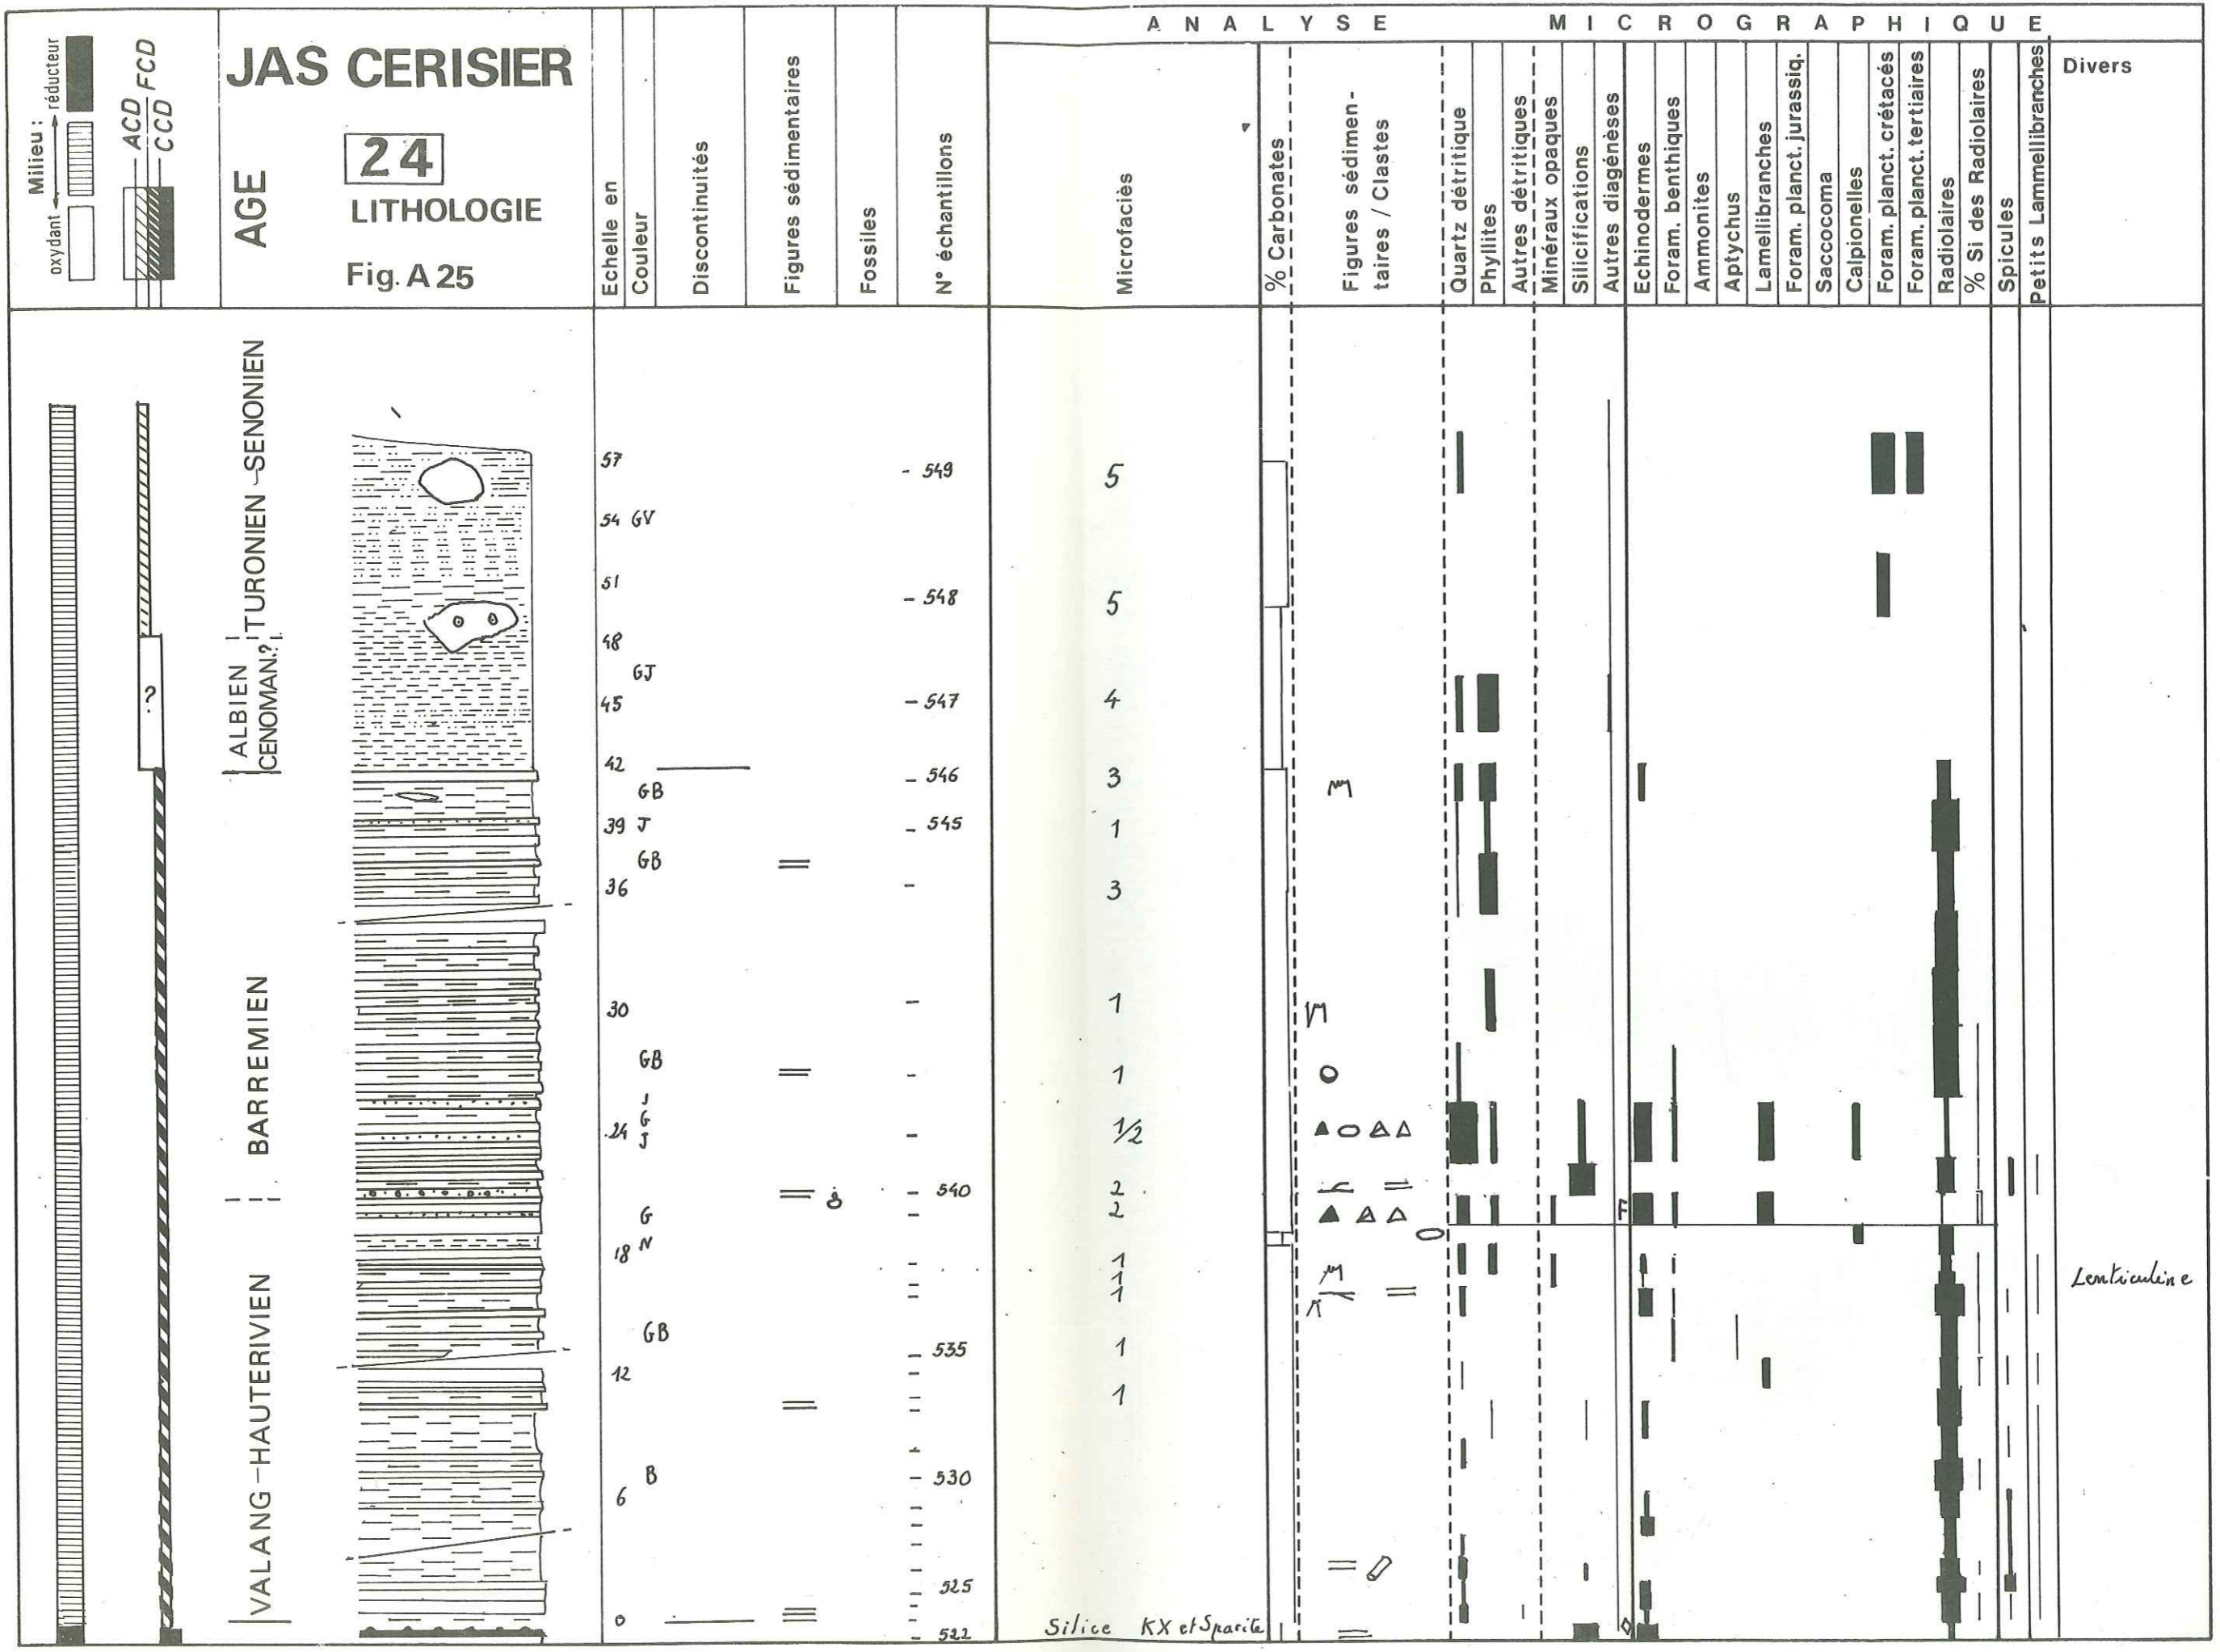 ANALYSE MICROGRAPHIQUE
Milieu :
oxydant
réducteur
ACD
FCD
CCD
JAS CERISIER
AGE
24
LITHOLOGIE
Fig. A 25
Echelle en
Couleur
Discontinuités
Figures sédimentaires
Fossiles
N° échantillons
Microfaciès
% Carbonates
Figures sédimen-
taires / Clastes
Quartz détritique
Phyllites
Autres détritiques
Minéraux opaques
Silicifications
Autres diagénèses
Echinodermes
Foram. benthiques
Ammonites
Aptychus
Lamellibranches
Foram. planct. jurassiq.
Saccocoma
Calpionelles
Foram. planct. crétacés
Foram. planct. tertiaires
Radiolaires
% Si des Radiolaires
Spicules
Petits Lammellibranches
Divers
TURONIEN -SENONIEN
57 - 549 5
54 GV
51
- 548 5
48
ALBIEN
CENOMAN.?
?
GJ
45 - 547 4
42
- 546 3
GB
39 J - 545 1
GB
36 - 3
BARREMIEN
30 - 1
GB
- 1
J
G
24 - 1/2
J
- 540 2
G - 2
F
18 N
1
1
1
Lenticuline
VALANG-HAUTERIVIEN
GB
- 535 1
12
1
B - 530
6
- 525
0
522
Silice KX et Sparite